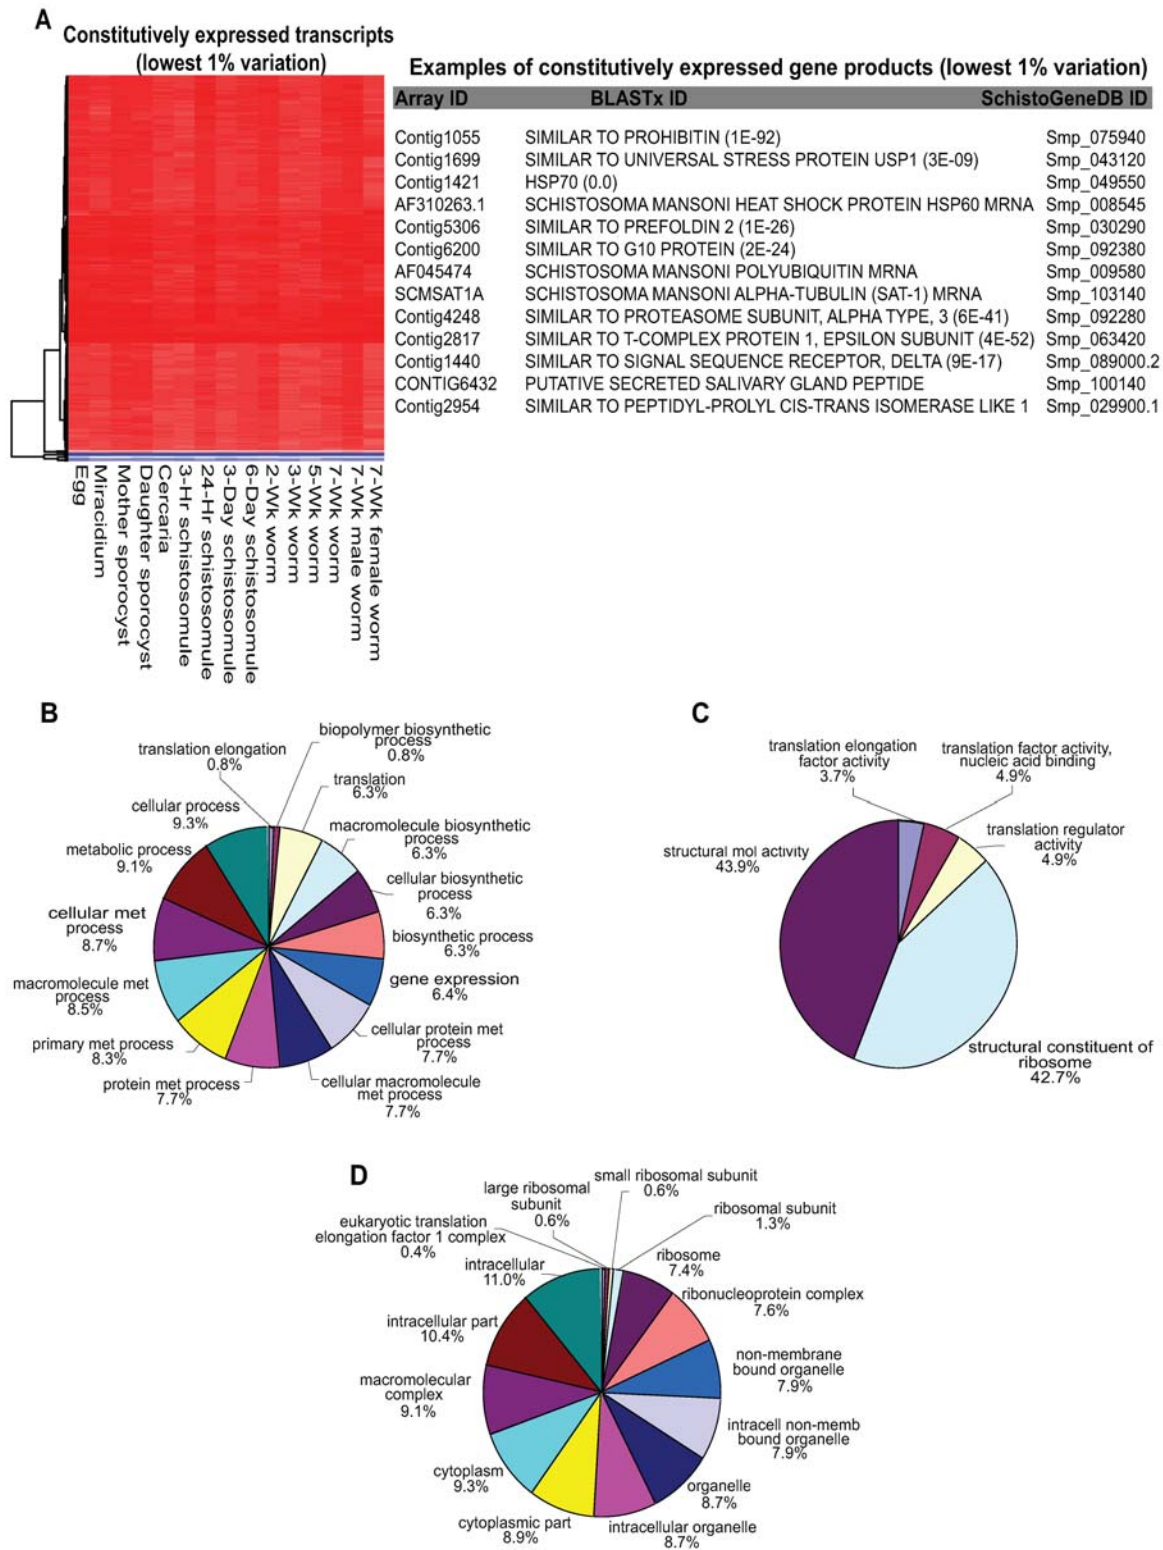 A
Constitutively expressed transcripts
(lowest 1% variation)
Examples of constitutively expressed gene products (lowest 1% variation)
Array ID BLASTx ID SchistoGeneDB ID
Contig1055 SIMILAR TO PROHIBITIN (1E-92) Smp_075940
Contig1699 SIMILAR TO UNIVERSAL STRESS PROTEIN USP1 (3E-09) Smp_043120
Contig1421 HSP70 (0.0) Smp_049550
AF310263.1 SCHISTOSOMA MANSONI HEAT SHOCK PROTEIN HSP60 MRNA Smp_008545
Contig5306 SIMILAR TO PREFOLDIN 2 (1E-26) Smp_030290
Contig6200 SIMILAR TO G10 PROTEIN (2E-24) Smp_092380
AF045474 SCHISTOSOMA MANSONI POLYUBIQUITIN MRNA Smp_009580
SCMSAT1A SCHISTOSOMA MANSONI ALPHA-TUBULIN (SAT-1) MRNA Smp_103140
Contig4248 SIMILAR TO PROTEASOME SUBUNIT, ALPHA TYPE, 3 (6E-41) Smp_092280
Contig2817 SIMILAR TO T-COMPLEX PROTEIN 1, EPSILON SUBUNIT (4E-52) Smp_063420
Contig1440 SIMILAR TO SIGNAL SEQUENCE RECEPTOR, DELTA (9E-17) Smp_089000.2
CONTIG6432 PUTATIVE SECRETED SALIVARY GLAND PEPTIDE Smp_100140
Contig2954 SIMILAR TO PEPTIDYL-PROLYL CIS-TRANS ISOMERASE LIKE 1 Smp_029900.1
Egg
Miracidium
Mother sporocyst
Daughter sporocyst
Cercaria
3-Hr schistosomule
24-Hr schistosomule
3-Day schistosomule
6-Day schistosomule
2-Wk worm
3-Wk worm
5-Wk worm
7-Wk worm
7-Wk male worm
7-Wk female worm
B
biopolymer biosynthetic
process
0.8%
translation elongation
0.8%
translation
6.3%
cellular process
9.3%
macromolecule biosynthetic
process
6.3%
metabolic process
9.1%
cellular biosynthetic
process
6.3%
cellular met
process
8.7%
biosynthetic process
6.3%
gene expression
6.4%
macromolecule met
process
8.5%
cellular protein met
process
7.7%
primary met process
8.3%
protein met process
7.7%
cellular macromolecule
met process
7.7%
C
translation elongation
factor activity
3.7%
translation factor activity,
nucleic acid binding
4.9%
translation regulator
activity
4.9%
structural mol activity
43.9%
structural constituent of
ribosome
42.7%
D
small ribosomal subunit
0.6%
large ribosomal
subunit
0.6%
ribosomal subunit
1.3%
eukaryotic translation
elongation factor 1 complex
0.4%
ribosome
7.4%
intracellular
11.0%
ribonucleoprotein complex
7.6%
intracellular part
10.4%
non-membrane
bound organelle
7.9%
macromolecular
complex
9.1%
intracell non-memb
bound organelle
7.9%
cytoplasm
9.3%
organelle
8.7%
cytoplasmic part
8.9%
intracellular organelle
8.7%